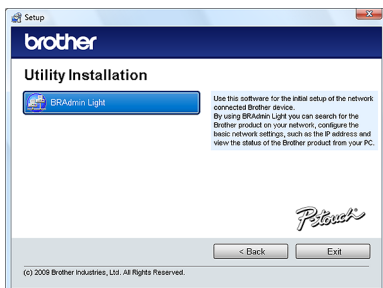 Setup
brother
Utility Installation
BRAdmin Light
Use this software for the initial setup of the network
connected Brother device.
By using BRAdmin Light you can search for the
Brother product on your network, configure the
basic network settings, such as the IP address and
view the status of the Brother product from your PC.
P-touch
< Back
Exit
(c) 2009 Brother Industries, Ltd. All Rights Reserved.